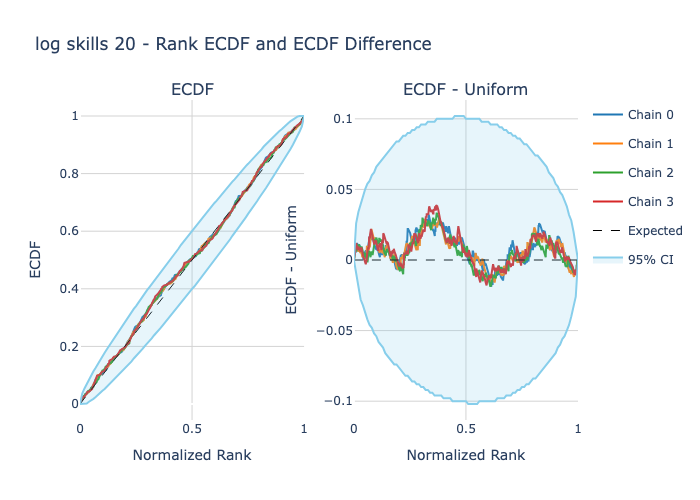 log skills 20 - Rank ECDF and ECDF Difference
ECDF
ECDF - Uniform
1
0.8
0.6
0.4
0.2
0
ECDF
0
0.5
1
Normalized Rank
0.1
0.05
0
−0.05
−0.1
ECDF - Uniform
0
0.5
1
Normalized Rank
Chain 0
Chain 1
Chain 2
Chain 3
Expected
95% CI